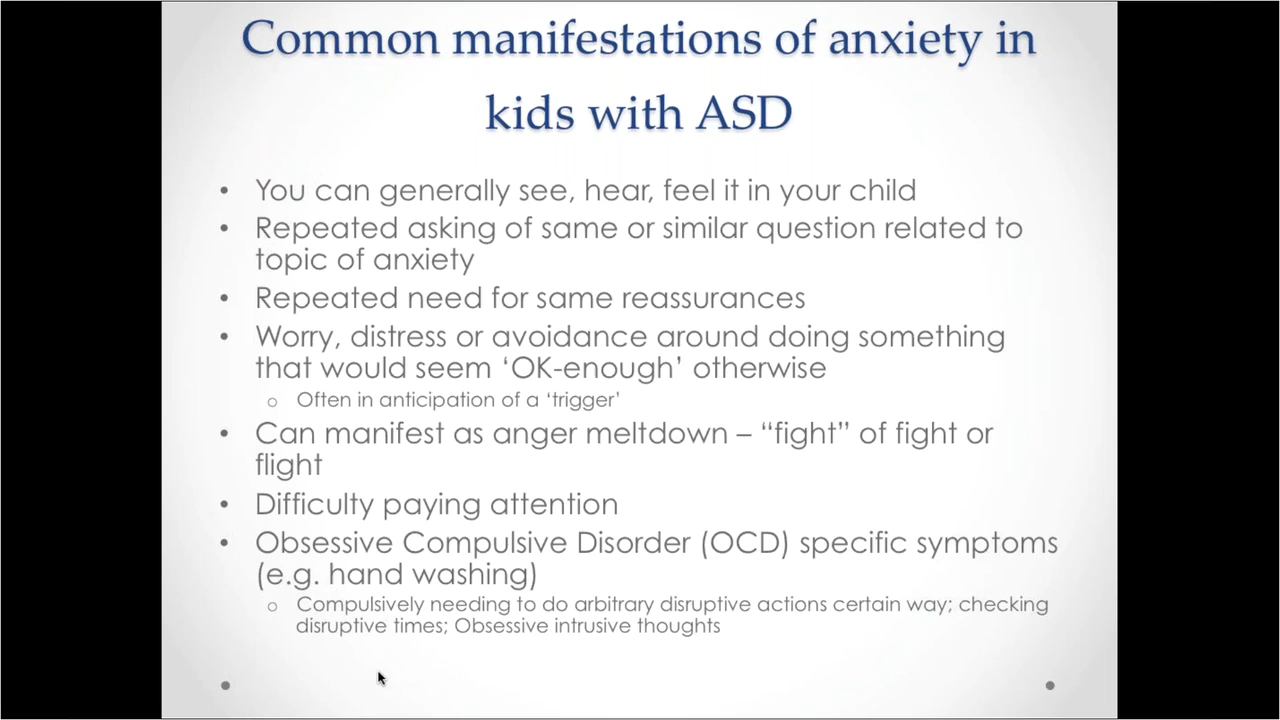 Common manifestations of anxiety in
kids with ASD
• You can generally see, hear, feel it in your child
• Repeated asking of same or similar question related to
topic of anxiety
• Repeated need for same reassurances
• Worry, distress or avoidance around doing something
that would seem ‘OK-enough’ otherwise
o Often in anticipation of a ‘trigger’
• Can manifest as anger meltdown – “fight” of fight or
flight
• Difficulty paying attention
• Obsessive Compulsive Disorder (OCD) specific symptoms
(e.g. hand washing)
o Compulsively needing to do arbitrary disruptive actions certain way; checking
disruptive times; Obsessive intrusive thoughts